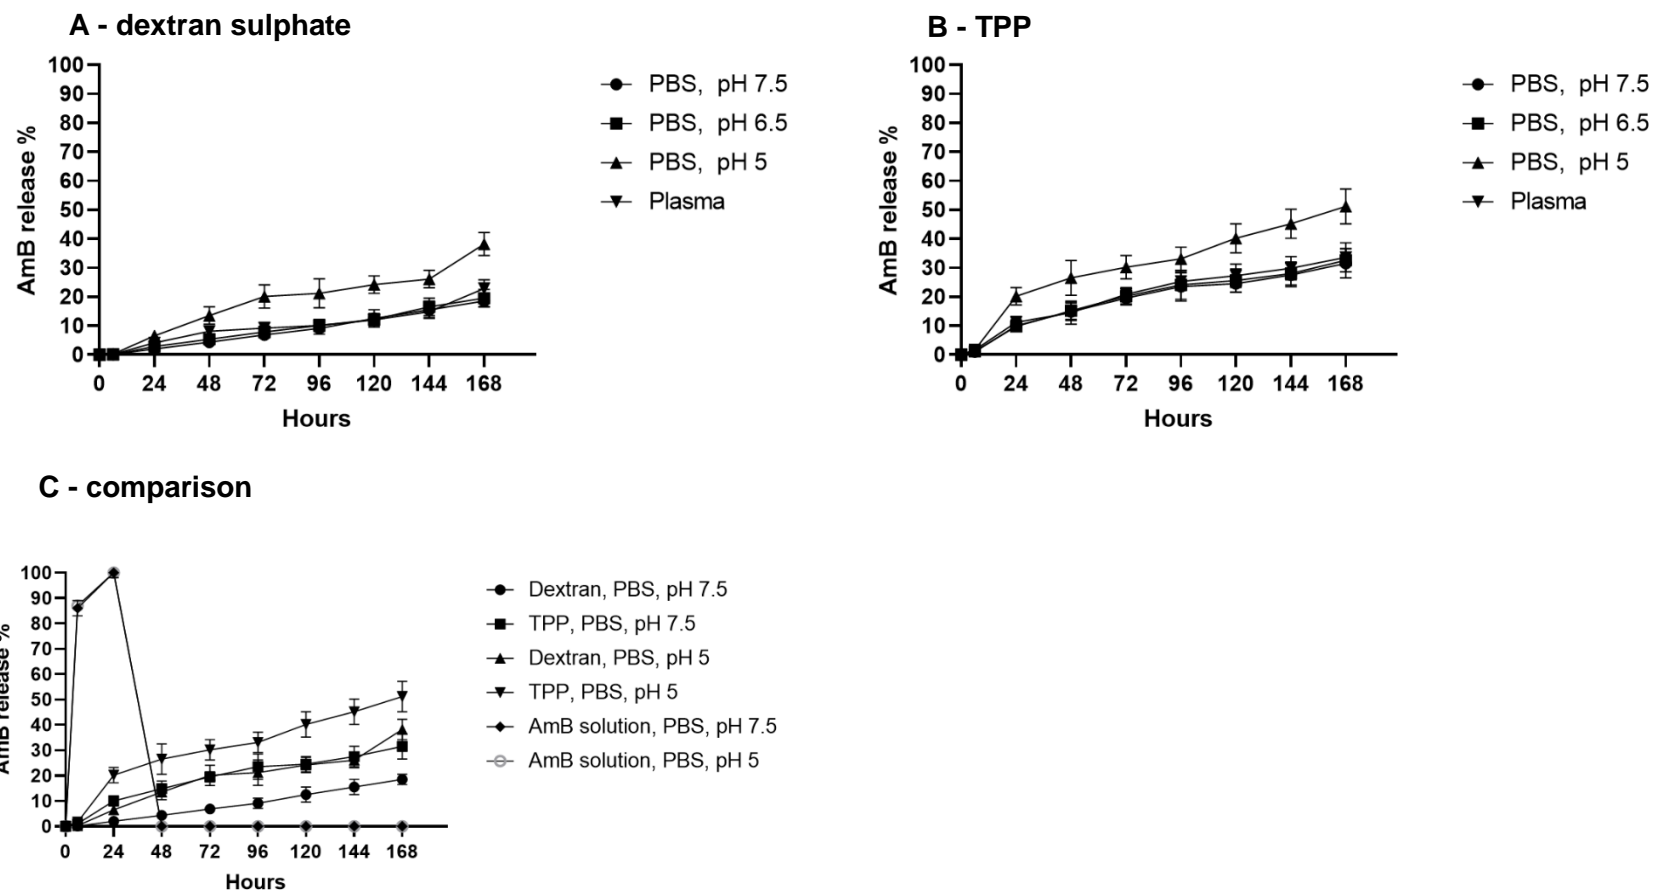 A - dextran sulphate
100
90
80
70
60
50
40
30
20
10
0
AmB release %
0 24 48 72 96 120 144 168
Hours
PBS, pH 7.5
PBS, pH 6.5
PBS, pH 5
Plasma
B - TPP
100
90
80
70
60
50
40
30
20
10
0
AmB release %
0 24 48 72 96 120 144 168
Hours
PBS, pH 7.5
PBS, pH 6.5
PBS, pH 5
Plasma
C - comparison
100
90
80
70
60
50
40
30
20
10
0
AmB release %
0 24 48 72 96 120 144 168
Hours
Dextran, PBS, pH 7.5
TPP, PBS, pH 7.5
Dextran, PBS, pH 5
TPP, PBS, pH 5
AmB solution, PBS, pH 7.5
AmB solution, PBS, pH 5